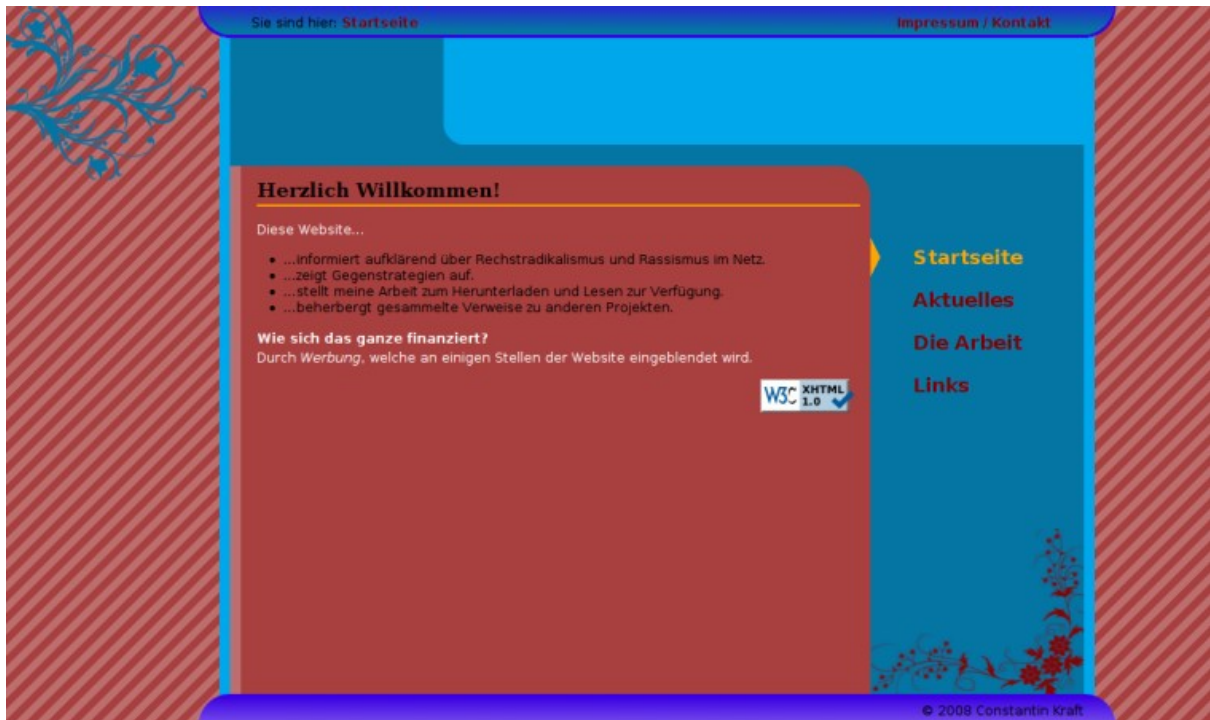 Sie sind hier: Startseite
Impressum / Kontakt
Herzlich Willkommen!
Diese Website...
• ...informiert aufklärend über Rechstradikalismus und Rassismus im Netz.
• ...zeigt Gegenstrategien auf.
• ...stellt meine Arbeit zum Herunterladen und Lesen zur Verfügung.
• ...beherbergt gesammelte Verweise zu anderen Projekten.
Wie sich das ganze finanziert?
Durch Werbung, welche an einigen Stellen der Website eingeblendet wird.
W3C XHTML
1.0
Startseite
Aktuelles
Die Arbeit
Links
© 2008 Constantin Kraft